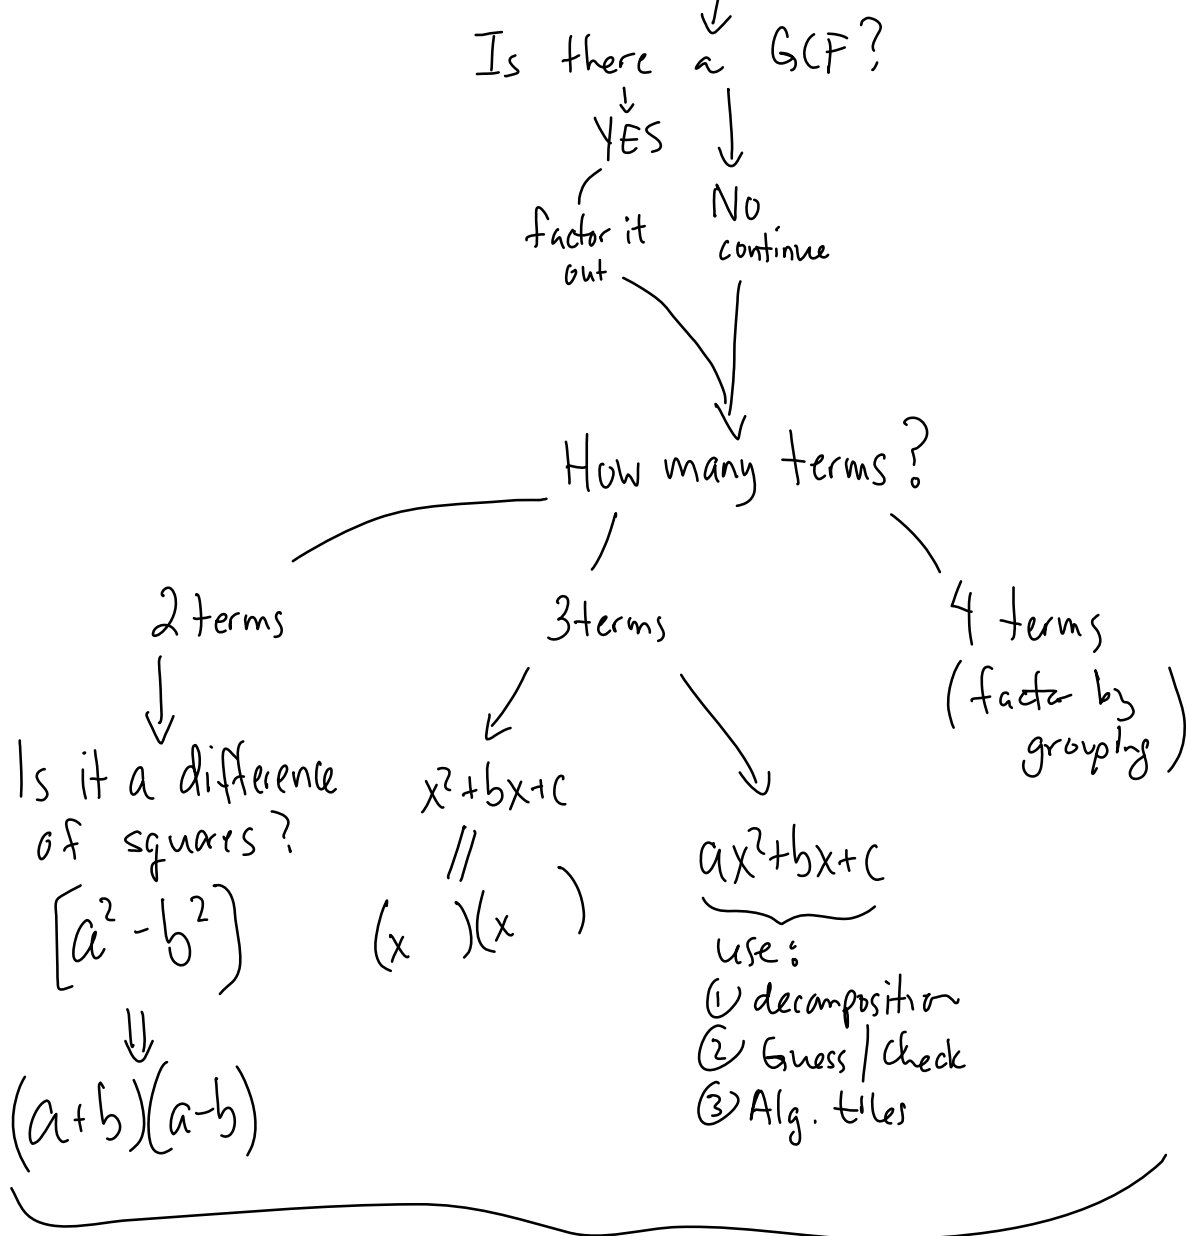 Is there a GCF?
YES
No
factor it
out
continue
How many terms?
2 terms
3 terms
4 terms
(factor by
grouping)
Is it a difference
of squares?
[a² - b²]
(a+b)(a-b)
x²+bx+c
(x  )(x  )
ax²+bx+c
use:
① decomposition
② Guess/Check
③ Alg. tiles